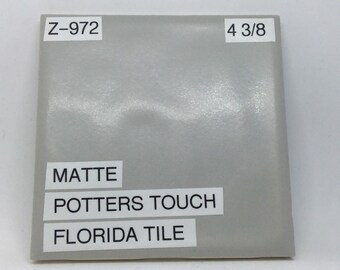 Z-972 4 3/8
MATTE
POTTERS TOUCH
FLORIDA TILE